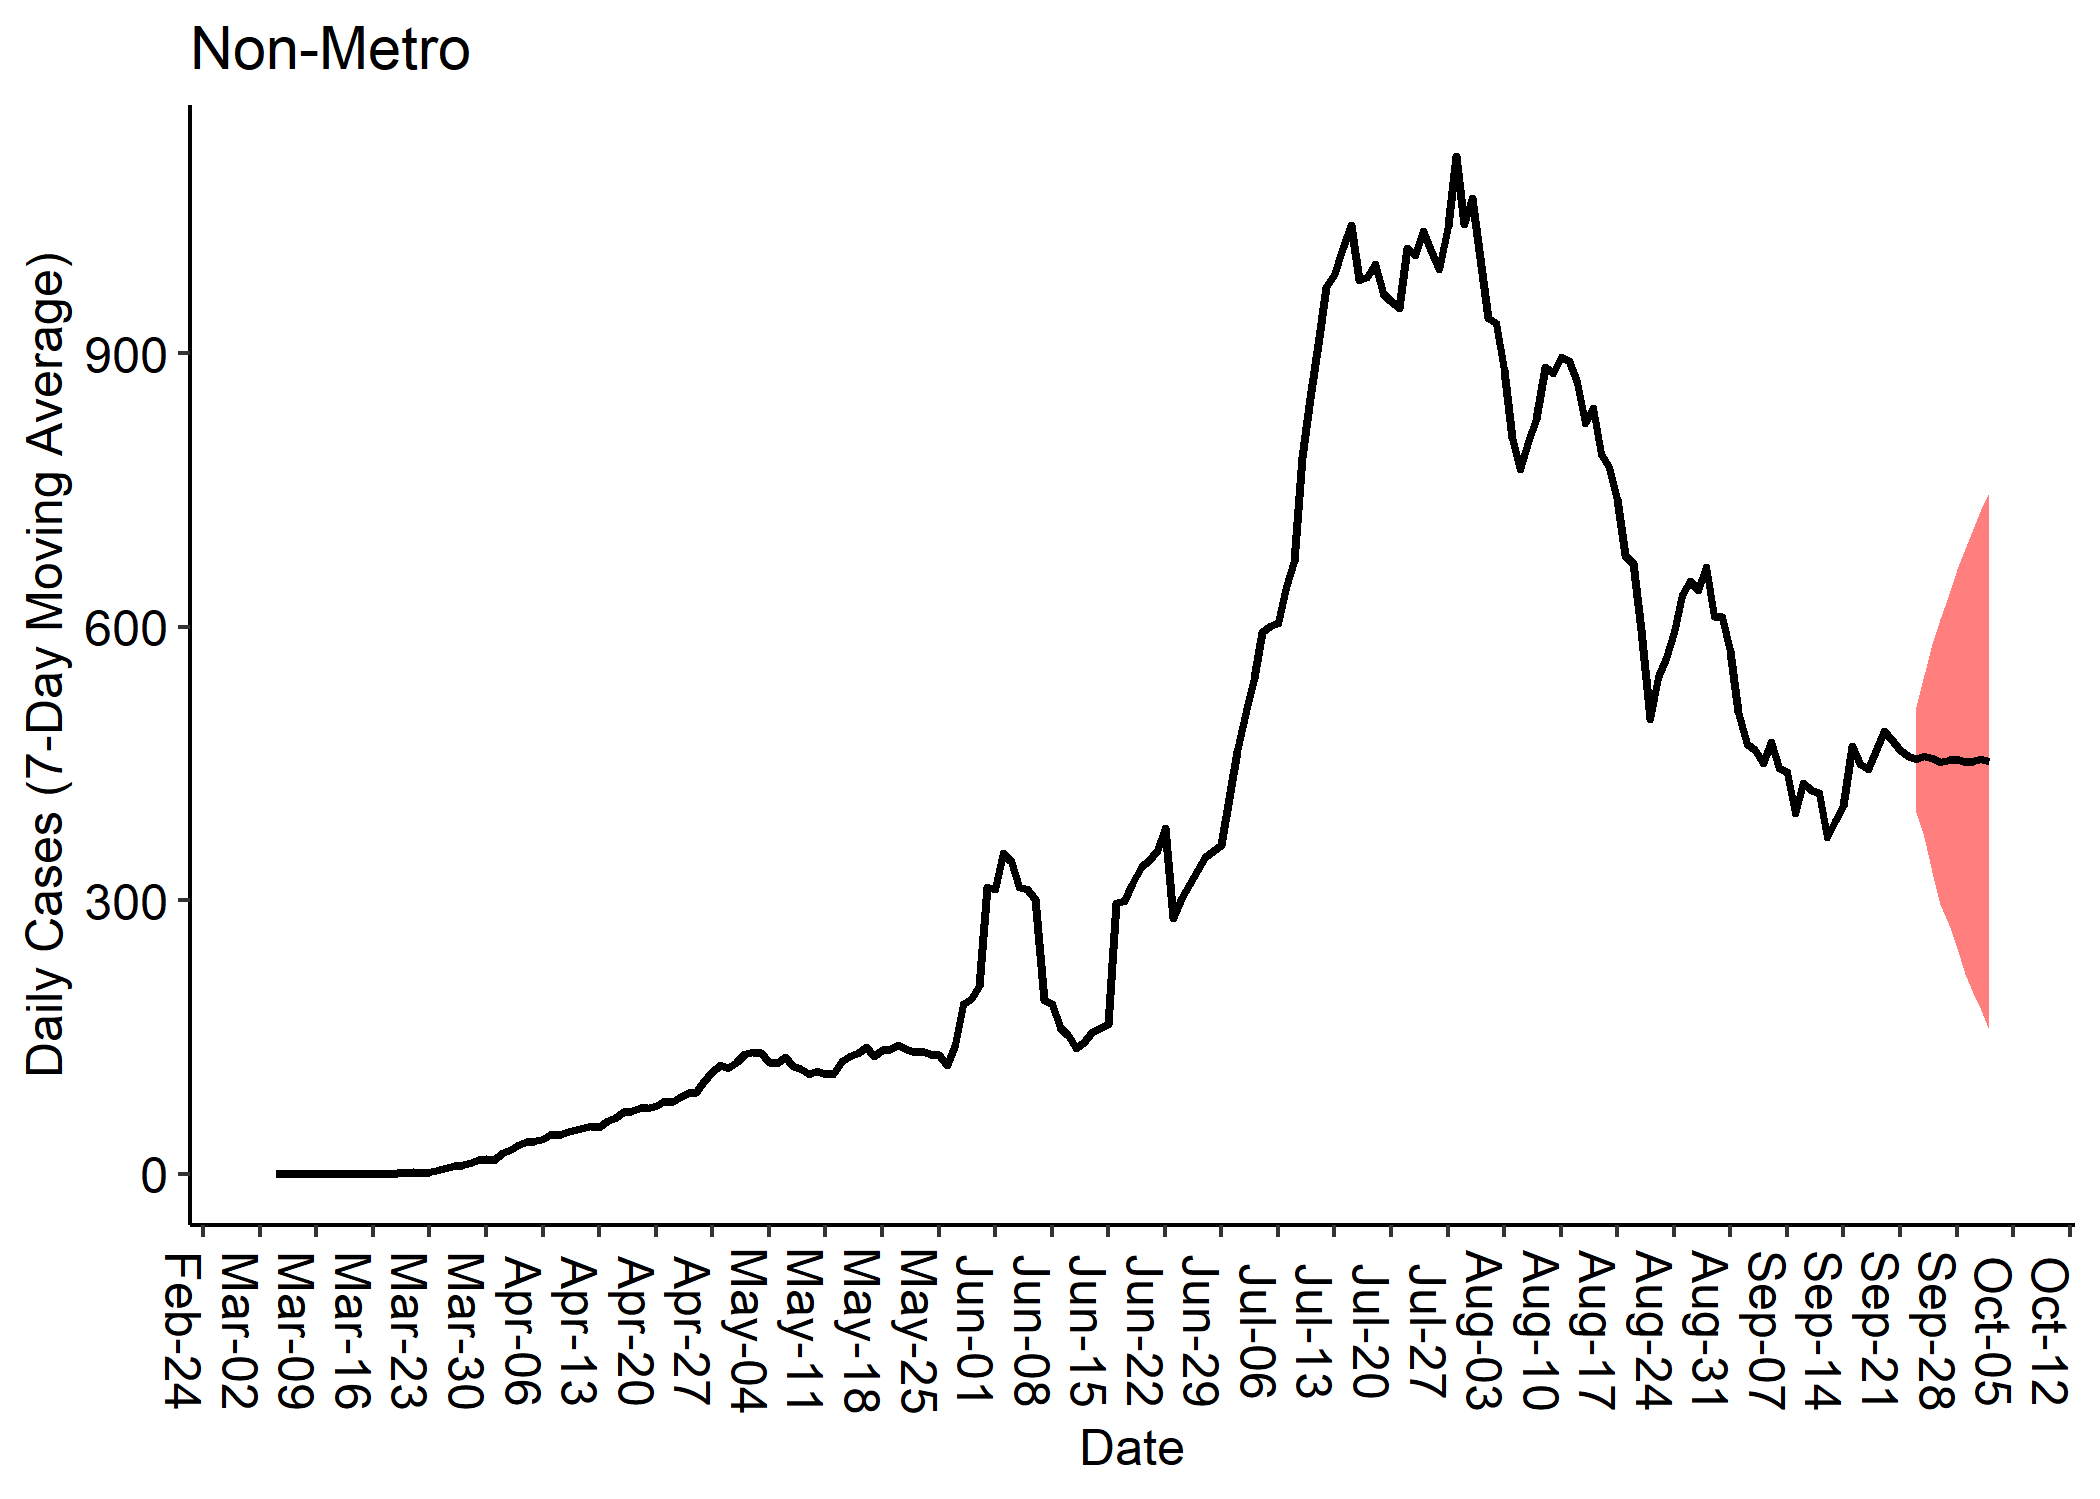 Non-Metro
Daily Cases (7-Day Moving Average)
900
600
300
0
Feb-24
Mar-02
Mar-09
Mar-16
Mar-23
Mar-30
Apr-06
Apr-13
Apr-20
Apr-27
May-04
May-11
May-18
May-25
Jun-01
Jun-08
Jun-15
Jun-22
Jun-29
Jul-06
Jul-13
Jul-20
Jul-27
Aug-03
Aug-10
Aug-17
Aug-24
Aug-31
Sep-07
Sep-14
Sep-21
Sep-28
Oct-05
Oct-12
Date